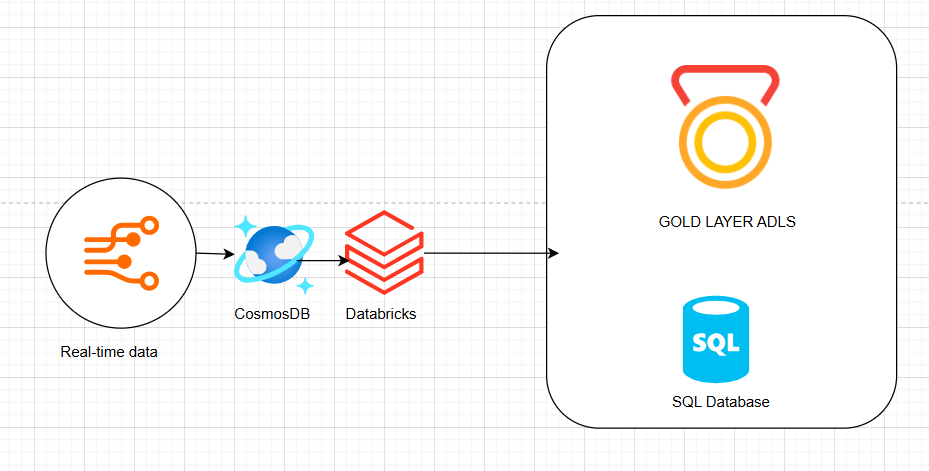 GOLD LAYER ADLS
CosmosDB
Databricks
Real-time data
SQL
SQL Database